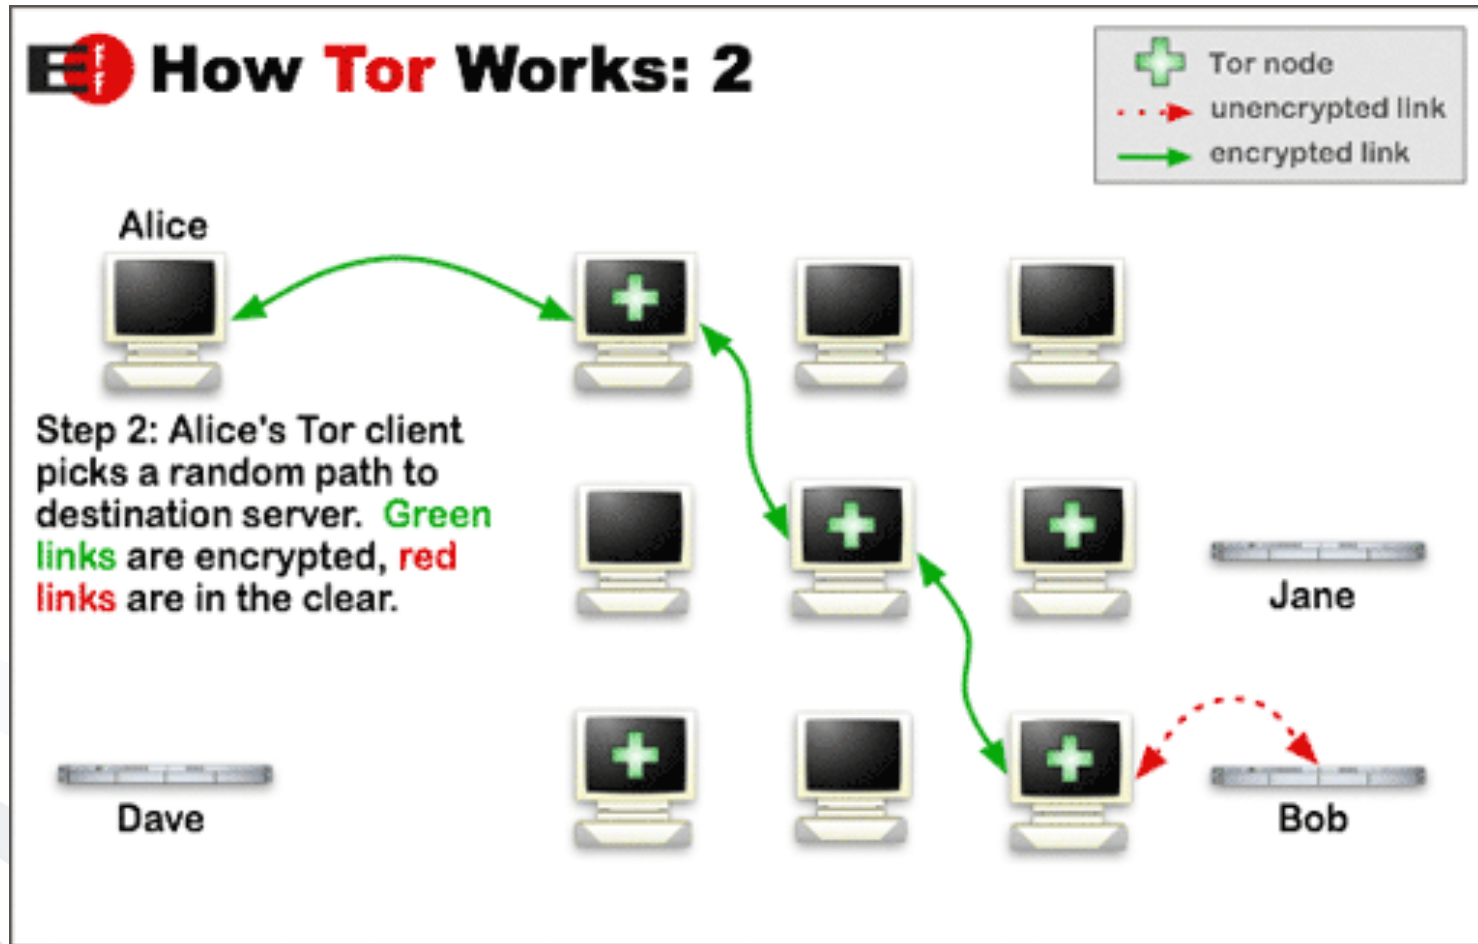 EFF How Tor Works: 2
Tor node
unencrypted link
encrypted link
Alice
Step 2: Alice's Tor client
picks a random path to
destination server. Green
links are encrypted, red
links are in the clear.
Jane
Dave
Bob